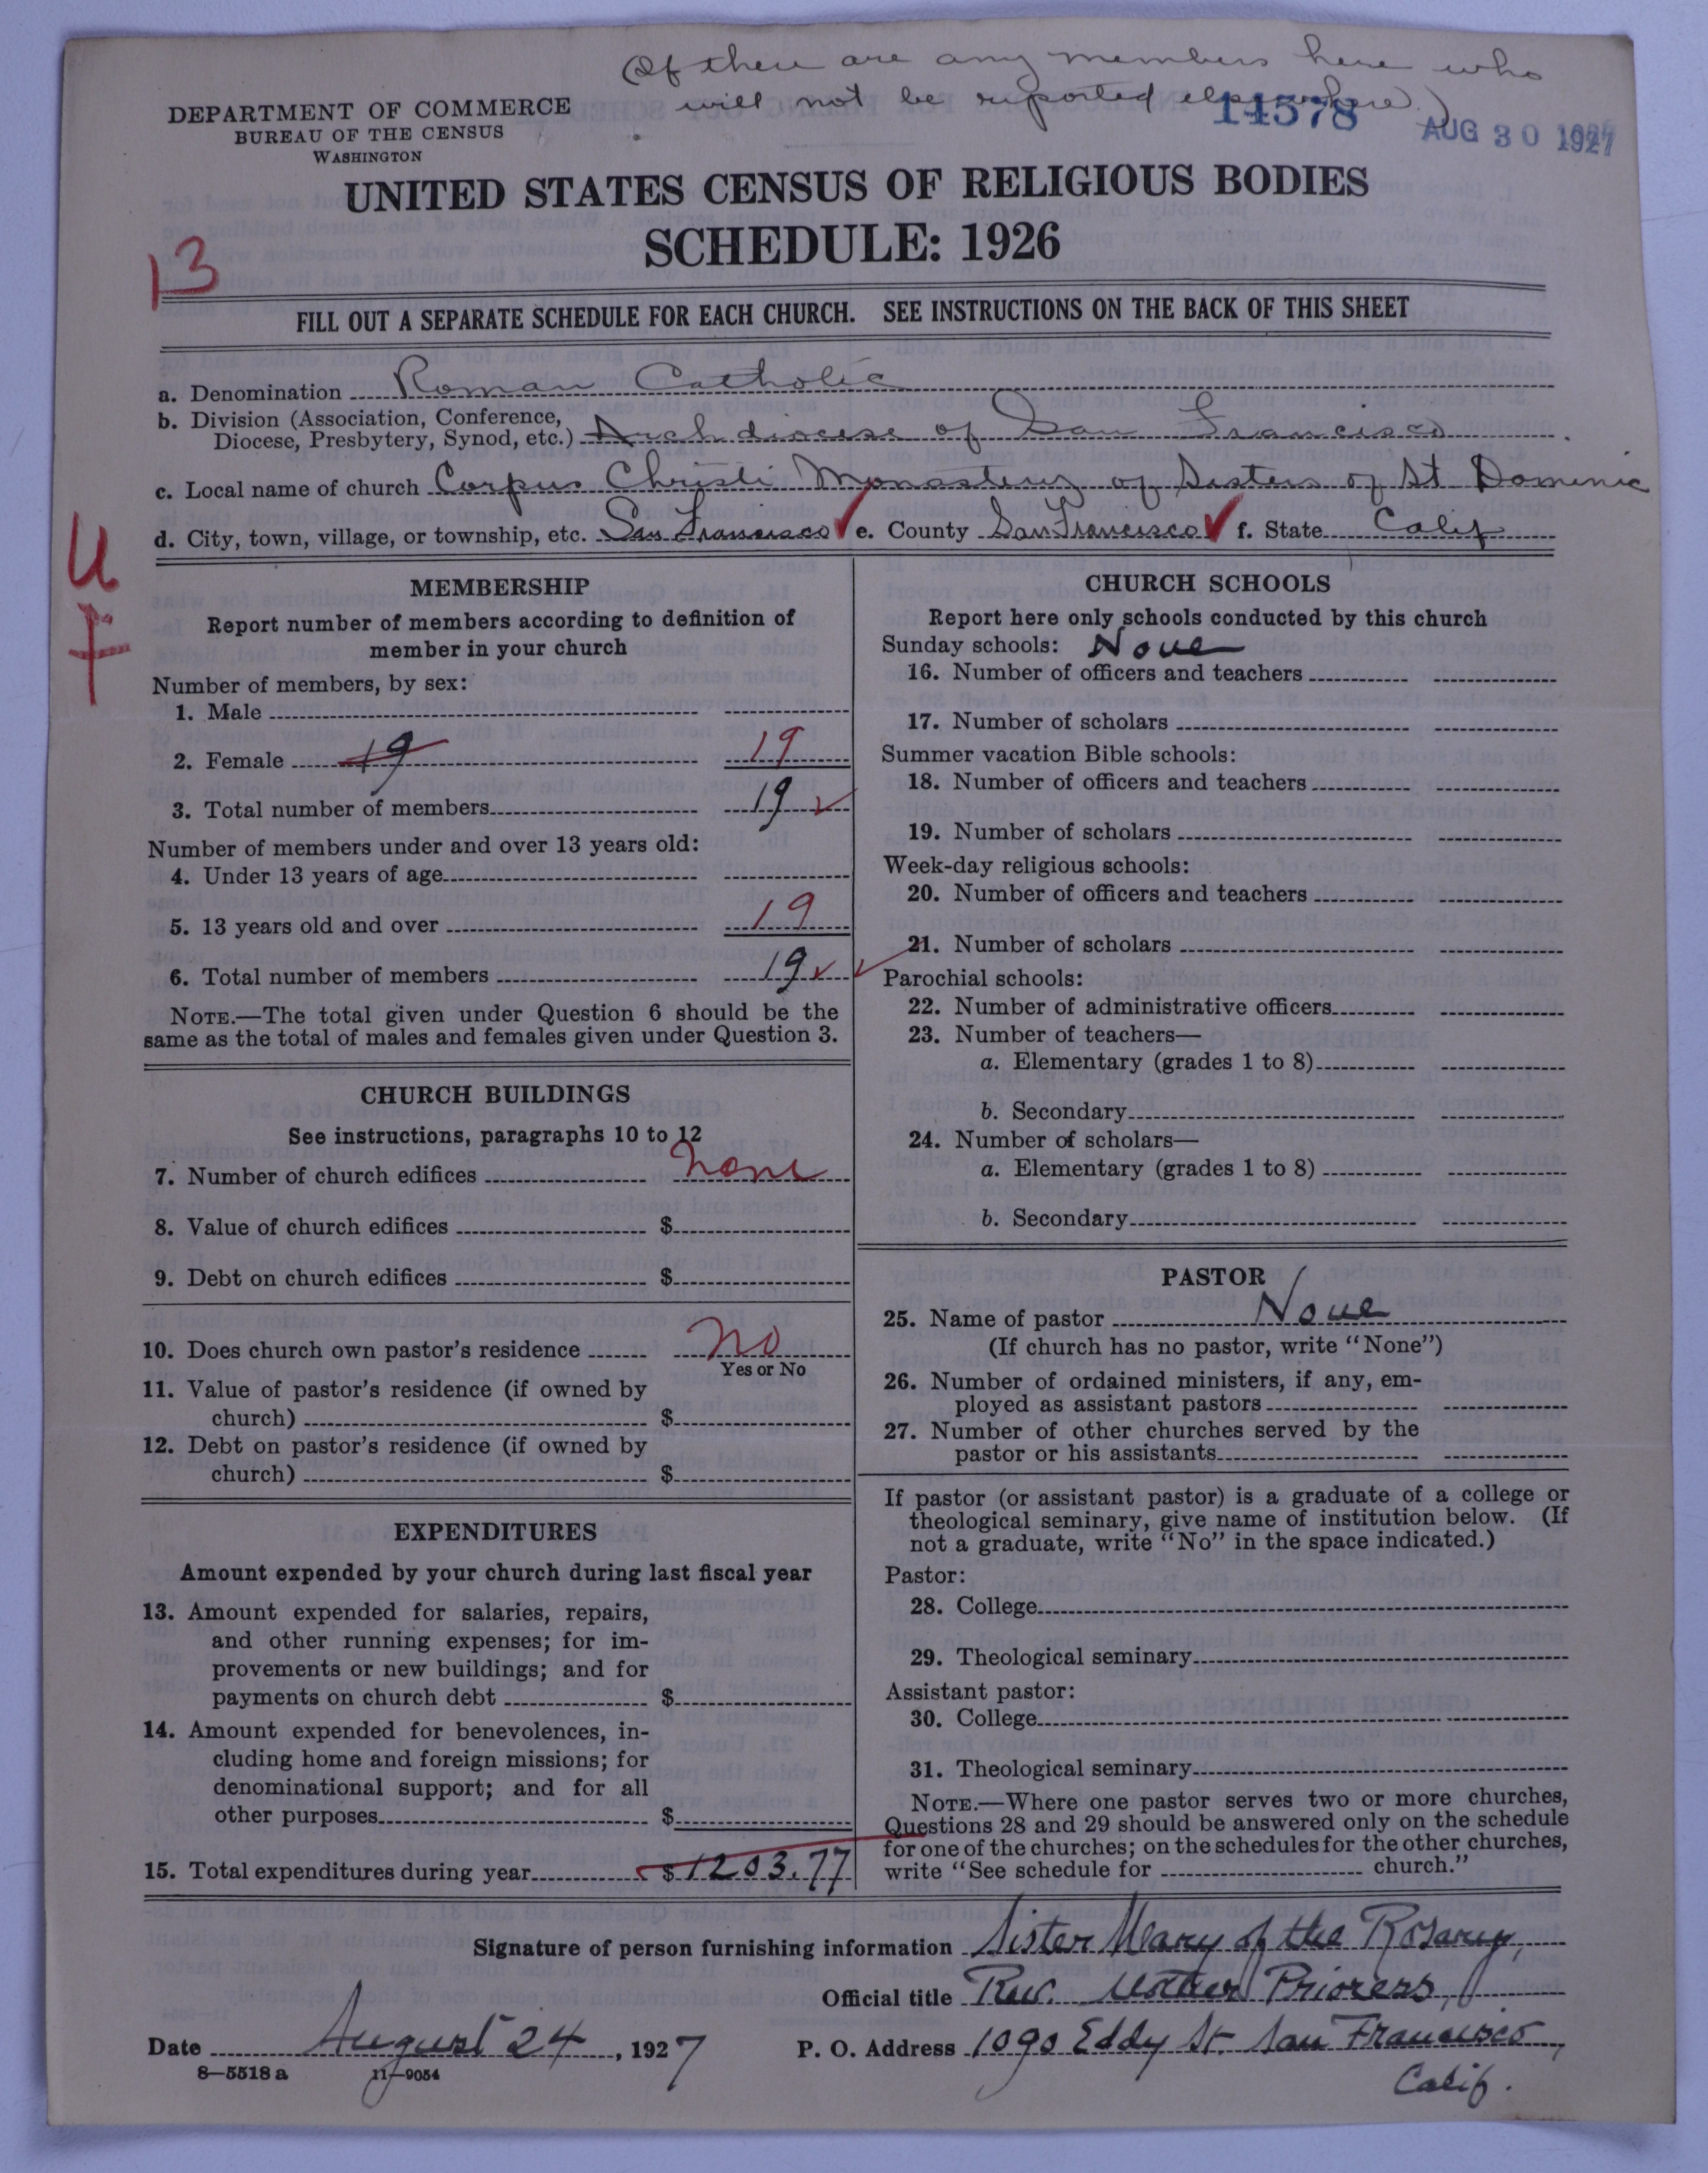 (If there are any members here who
will not be reported elsewhere.)
14578
AUG 30 1927
DEPARTMENT OF COMMERCE
BUREAU OF THE CENSUS
WASHINGTON
UNITED STATES CENSUS OF RELIGIOUS BODIES
SCHEDULE: 1926
13
FILL OUT A SEPARATE SCHEDULE FOR EACH CHURCH. SEE INSTRUCTIONS ON THE BACK OF THIS SHEET
a. Denomination Roman Catholic
b. Division (Association, Conference,
Diocese, Presbytery, Synod, etc.) Archdiocese of San Francisco.
c. Local name of church Corpus Christi Monastery of Sisters of St Dominic
d. City, town, village, or township, etc. San Francisco ✓ e. County San Francisco ✓ f. State Calif
U
F
MEMBERSHIP
Report number of members according to definition of
member in your church
Number of members, by sex:
1. Male
2. Female 19 19
3. Total number of members 19 ✓
Number of members under and over 13 years old:
4. Under 13 years of age
5. 13 years old and over 19
6. Total number of members 19 ✓ ✓
NOTE.—The total given under Question 6 should be the
same as the total of males and females given under Question 3.
CHURCH BUILDINGS
See instructions, paragraphs 10 to 12
7. Number of church edifices none
8. Value of church edifices $
9. Debt on church edifices $
10. Does church own pastor's residence No
Yes or No
11. Value of pastor's residence (if owned by
church) $
12. Debt on pastor's residence (if owned by
church) $
EXPENDITURES
Amount expended by your church during last fiscal year
13. Amount expended for salaries, repairs,
and other running expenses; for im-
provements or new buildings; and for
payments on church debt $
14. Amount expended for benevolences, in-
cluding home and foreign missions; for
denominational support; and for all
other purposes $
15. Total expenditures during year $ 1203.77
CHURCH SCHOOLS
Report here only schools conducted by this church
Sunday schools: None
16. Number of officers and teachers
17. Number of scholars
Summer vacation Bible schools:
18. Number of officers and teachers
19. Number of scholars
Week-day religious schools:
20. Number of officers and teachers
21. Number of scholars
Parochial schools:
22. Number of administrative officers
23. Number of teachers—
a. Elementary (grades 1 to 8)
b. Secondary
24. Number of scholars—
a. Elementary (grades 1 to 8)
b. Secondary
PASTOR
25. Name of pastor None
(If church has no pastor, write "None")
26. Number of ordained ministers, if any, em-
ployed as assistant pastors
27. Number of other churches served by the
pastor or his assistants
If pastor (or assistant pastor) is a graduate of a college or
theological seminary, give name of institution below. (If
not a graduate, write "No" in the space indicated.)
Pastor:
28. College
29. Theological seminary
Assistant pastor:
30. College
31. Theological seminary
NOTE.—Where one pastor serves two or more churches,
Questions 28 and 29 should be answered only on the schedule
for one of the churches; on the schedules for the other churches,
write "See schedule for church."
Signature of person furnishing information Sister Mary of the Rosary,
Official title Rev. Mother Prioress,
Date August 24, 1927 P. O. Address 1090 Eddy St. San Francisco,
Calif.
8—5518 a 11—9054